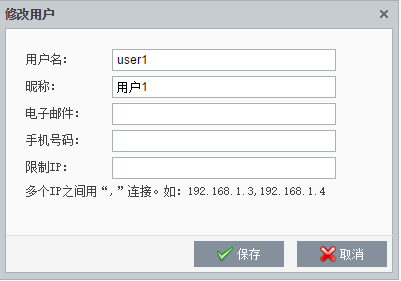 修改用户
用户名： user1
昵称： 用户1
电子邮件：
手机号码：
限制IP：
多个IP之间用“,”连接。如：192.168.1.3,192.168.1.4
保存 取消